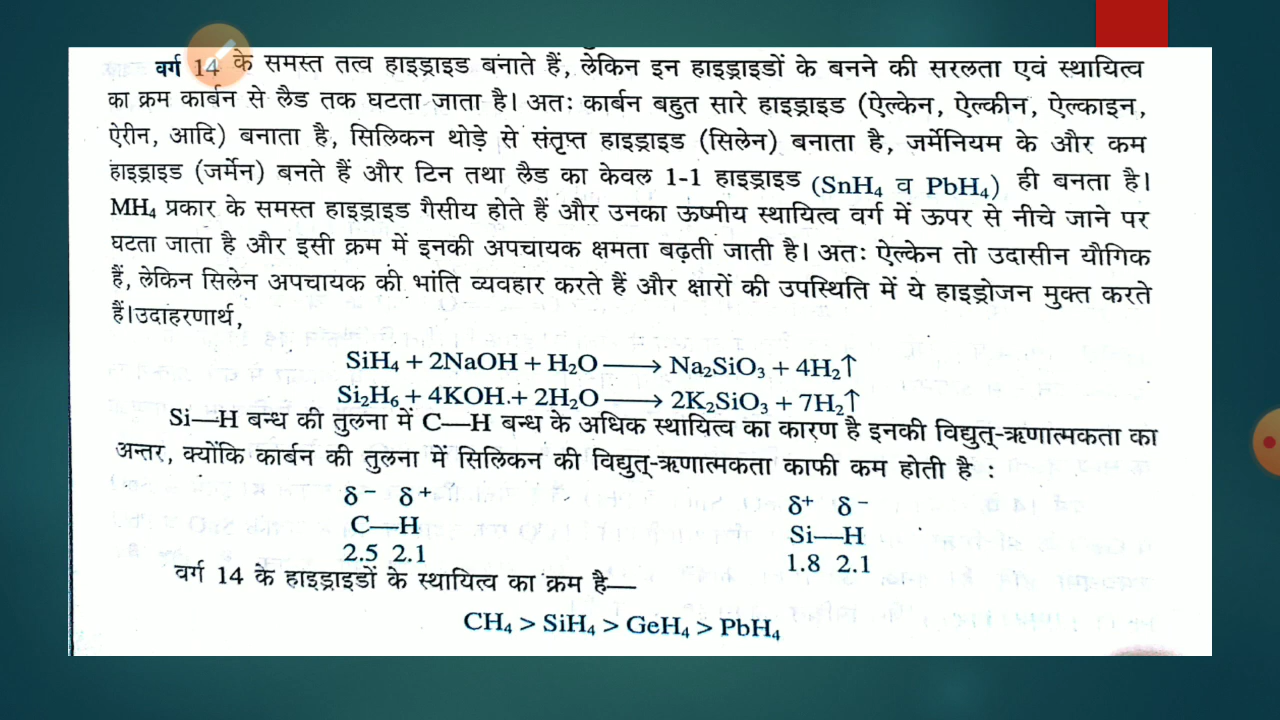 वर्ग 14 के समस्त तत्व हाइड्राइड बनाते हैं, लेकिन इन हाइड्राइडों के बनने की सरलता एवं स्थायित्व
का क्रम कार्बन से लैड तक घटता जाता है। अतः कार्बन बहुत सारे हाइड्राइड (ऐल्केन, ऐल्कीन, ऐल्काइन,
ऐरीन, आदि) बनाता है, सिलिकन थोड़े से संतृप्त हाइड्राइड (सिलेन) बनाता है, जर्मेनियम के और कम
हाइड्राइड (जर्मेन) बनते हैं और टिन तथा लैड का केवल 1-1 हाइड्राइड (SnH₄ व PbH₄) ही बनता है।
MH₄ प्रकार के समस्त हाइड्राइड गैसीय होते हैं और उनका ऊष्मीय स्थायित्व वर्ग में ऊपर से नीचे जाने पर
घटता जाता है और इसी क्रम में इनकी अपचायक क्षमता बढ़ती जाती है। अतः ऐल्केन तो उदासीन यौगिक
हैं, लेकिन सिलेन अपचायक की भांति व्यवहार करते हैं और क्षारों की उपस्थिति में ये हाइड्रोजन मुक्त करते
हैं।उदाहरणार्थ,
SiH₄ + 2NaOH + H₂O ⟶ Na₂SiO₃ + 4H₂↑
Si₂H₆ + 4KOH + 2H₂O ⟶ 2K₂SiO₃ + 7H₂↑
Si—H बन्ध की तुलना में C—H बन्ध के अधिक स्थायित्व का कारण है इनकी विद्युत्-ऋणात्मकता का
अन्तर, क्योंकि कार्बन की तुलना में सिलिकन की विद्युत्-ऋणात्मकता काफी कम होती है :
δ⁻ δ⁺ δ⁺ δ⁻
C—H Si—H
2.5 2.1 1.8 2.1
वर्ग 14 के हाइड्राइडों के स्थायित्व का क्रम है—
CH₄ > SiH₄ > GeH₄ > PbH₄